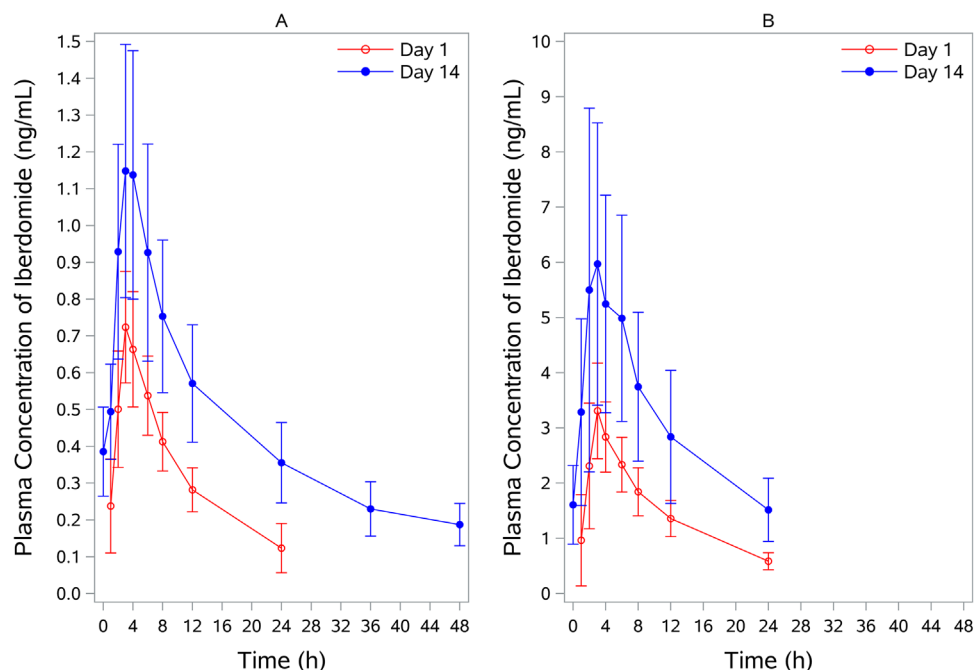 A
Plasma Concentration of Iberdomide (ng/mL)
1.5
1.4
1.3
1.2
1.1
1.0
0.9
0.8
0.7
0.6
0.5
0.4
0.3
0.2
0.1
0.0
Day 1
Day 14
0 4 8 12 16 20 24 28 32 36 40 44 48
Time (h)
B
Plasma Concentration of Iberdomide (ng/mL)
10
9
8
7
6
5
4
3
2
1
0
Day 1
Day 14
0 4 8 12 16 20 24 28 32 36 40 44 48
Time (h)